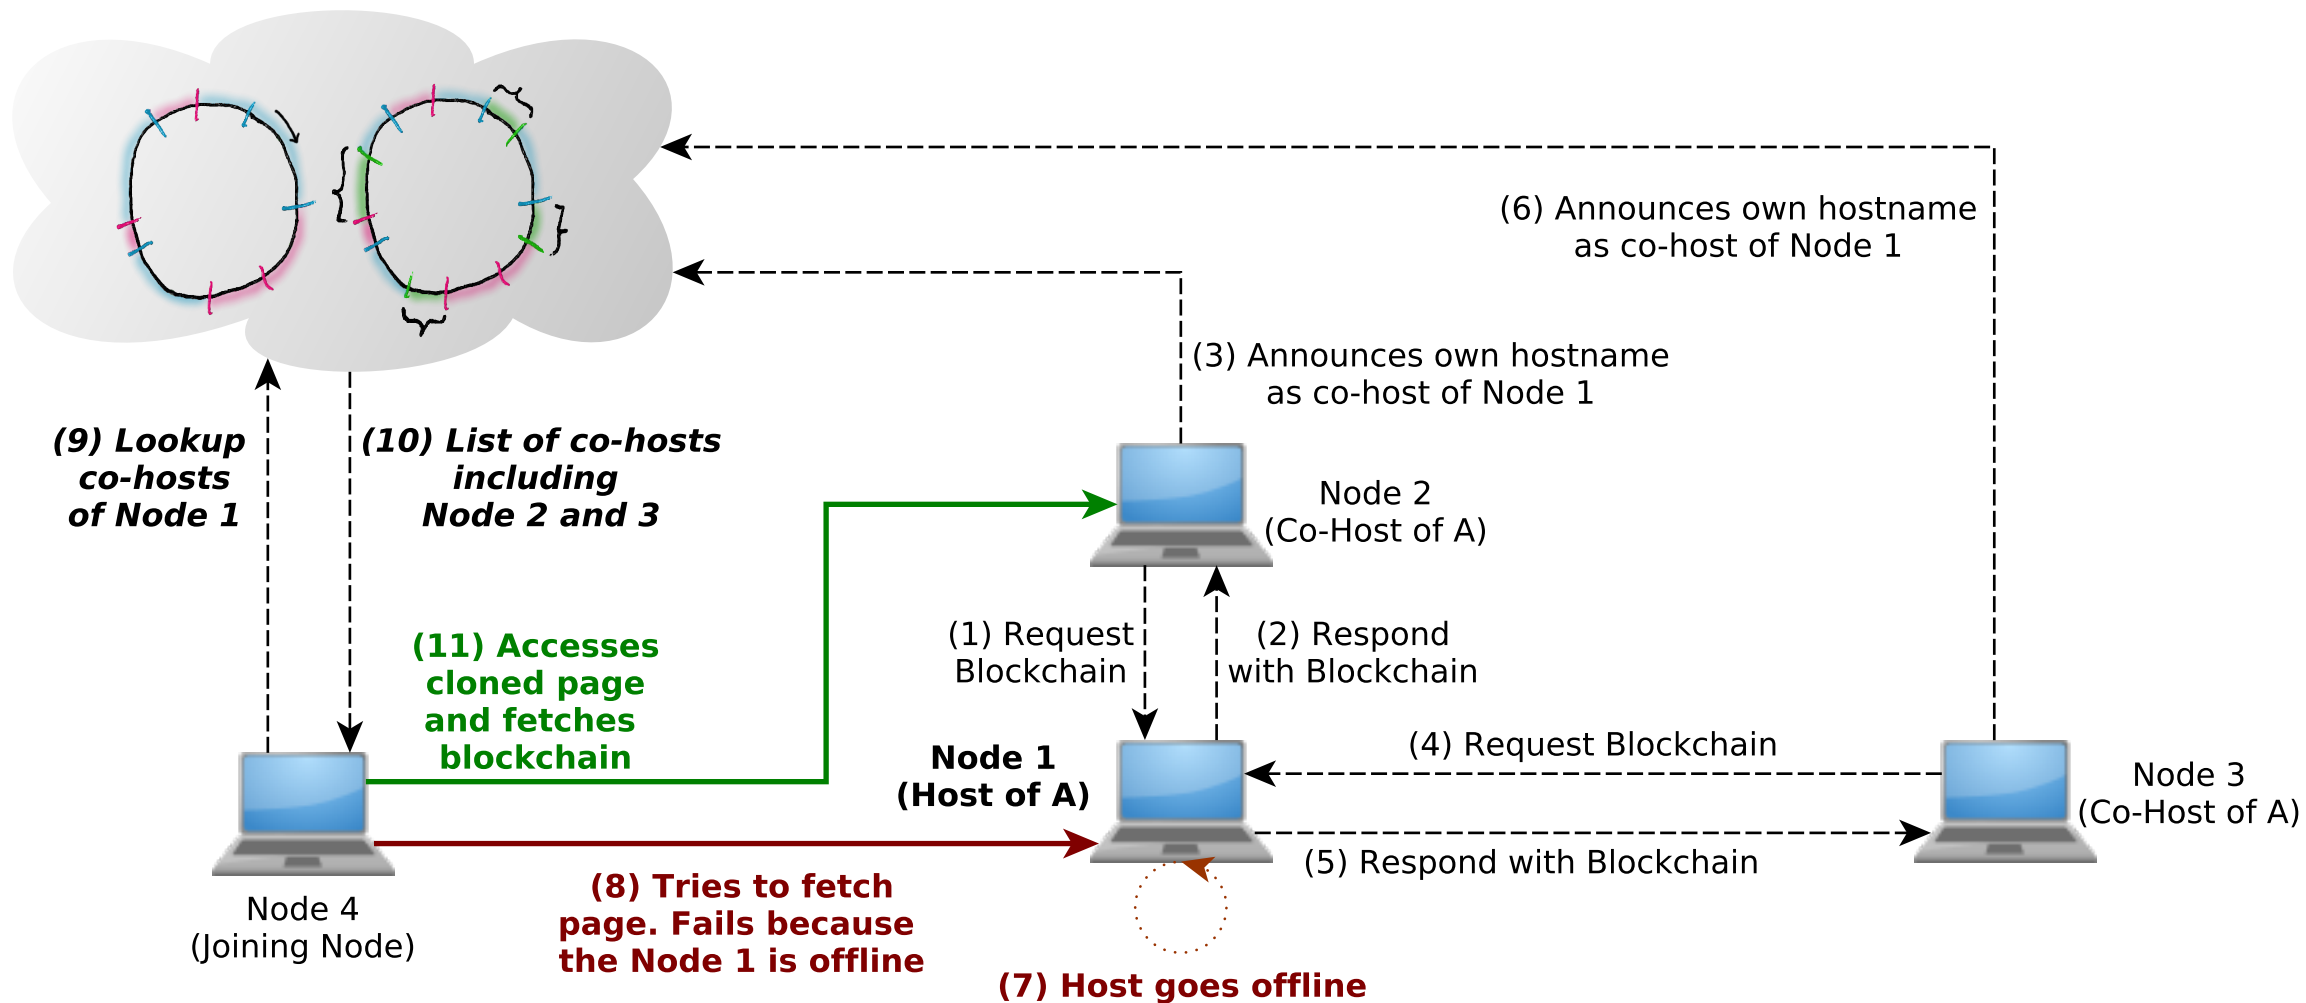 (6) Announces own hostname
as co-host of Node 1
(3) Announces own hostname
as co-host of Node 1
(9) Lookup
co-hosts
of Node 1
(10) List of co-hosts
including
Node 2 and 3
Node 2
(Co-Host of A)
(11) Accesses
cloned page
and fetches
blockchain
(1) Request
Blockchain
(2) Respond
with Blockchain
Node 1
(Host of A)
(4) Request Blockchain
Node 3
(Co-Host of A)
(5) Respond with Blockchain
(8) Tries to fetch
page. Fails because
the Node 1 is offline
Node 4
(Joining Node)
(7) Host goes offline